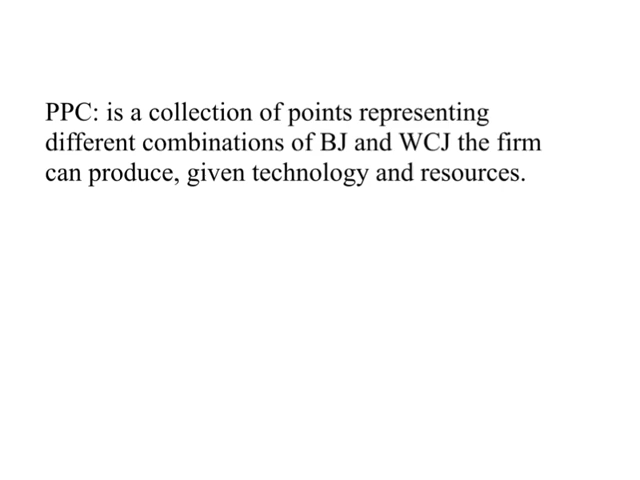 PPC: is a collection of points representing
different combinations of BJ and WCJ the firm
can produce, given technology and resources.